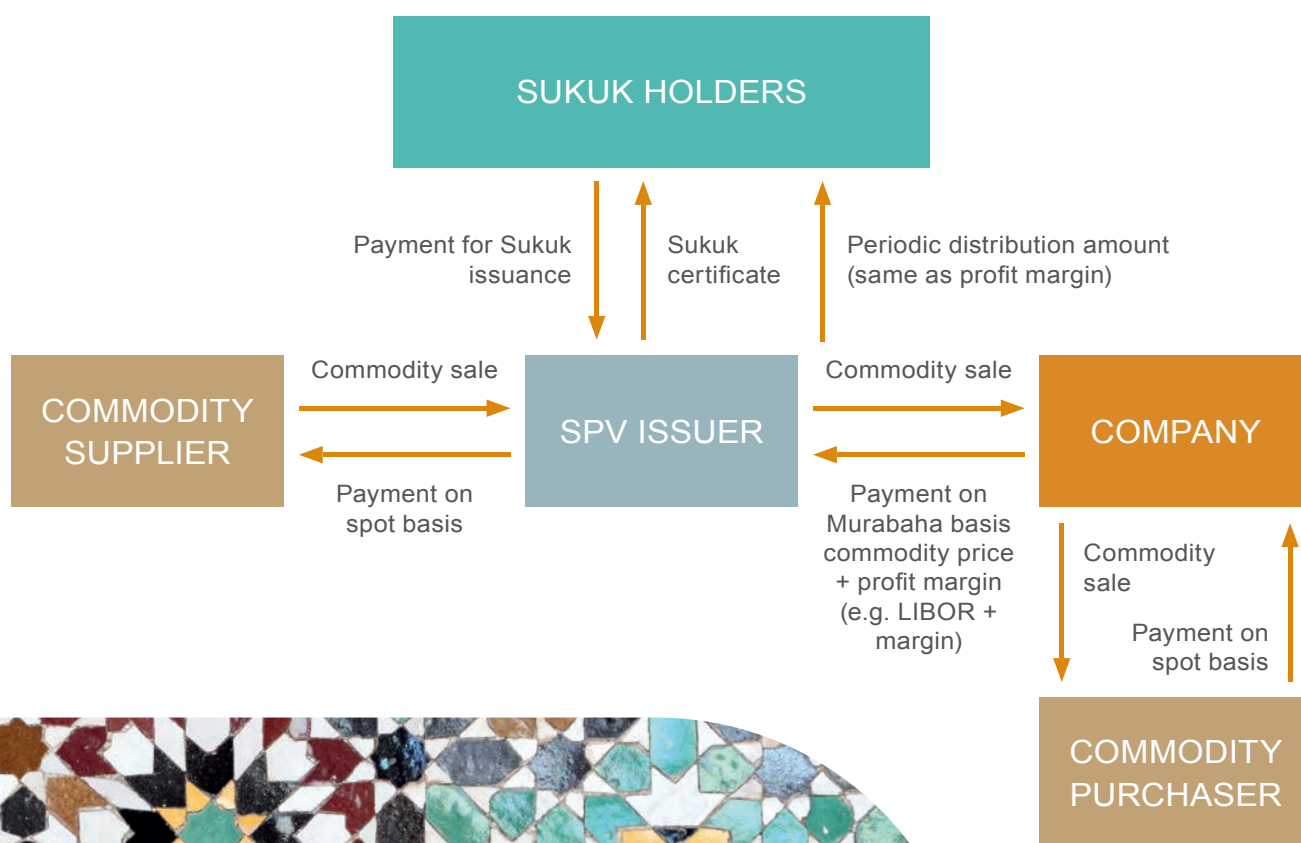 SUKUK HOLDERS
Payment for Sukuk
issuance
Sukuk
certificate
Periodic distribution amount
(same as profit margin)
COMMODITY
SUPPLIER
Commodity sale
Payment on
spot basis
SPV ISSUER
Commodity sale
Payment on
Murabaha basis
commodity price
+ profit margin
(e.g. LIBOR +
margin)
COMPANY
Commodity
sale
Payment on
spot basis
COMMODITY
PURCHASER